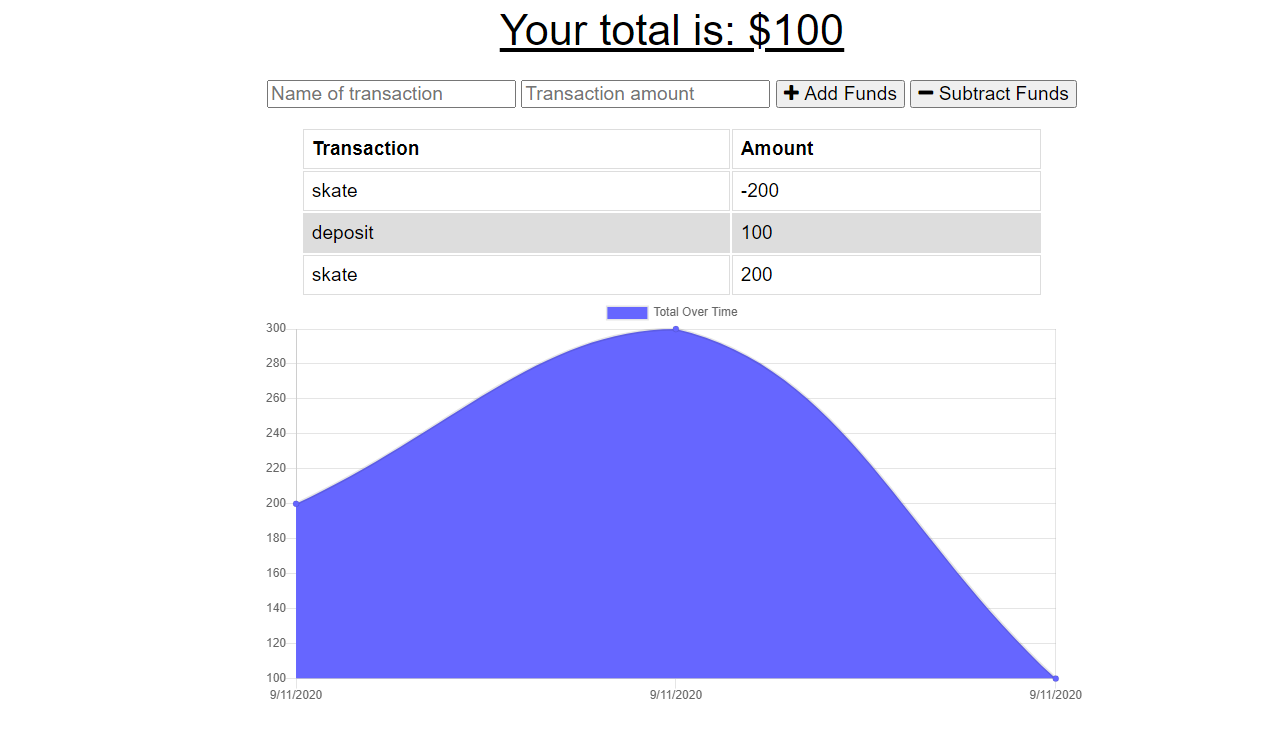 Your total is: $100
Name of transaction Transaction amount Add Funds Subtract Funds
Transaction Amount
skate -200
deposit 100
skate 200
Total Over Time
300
280
260
240
220
200
180
160
140
120
100
9/11/2020 9/11/2020 9/11/2020